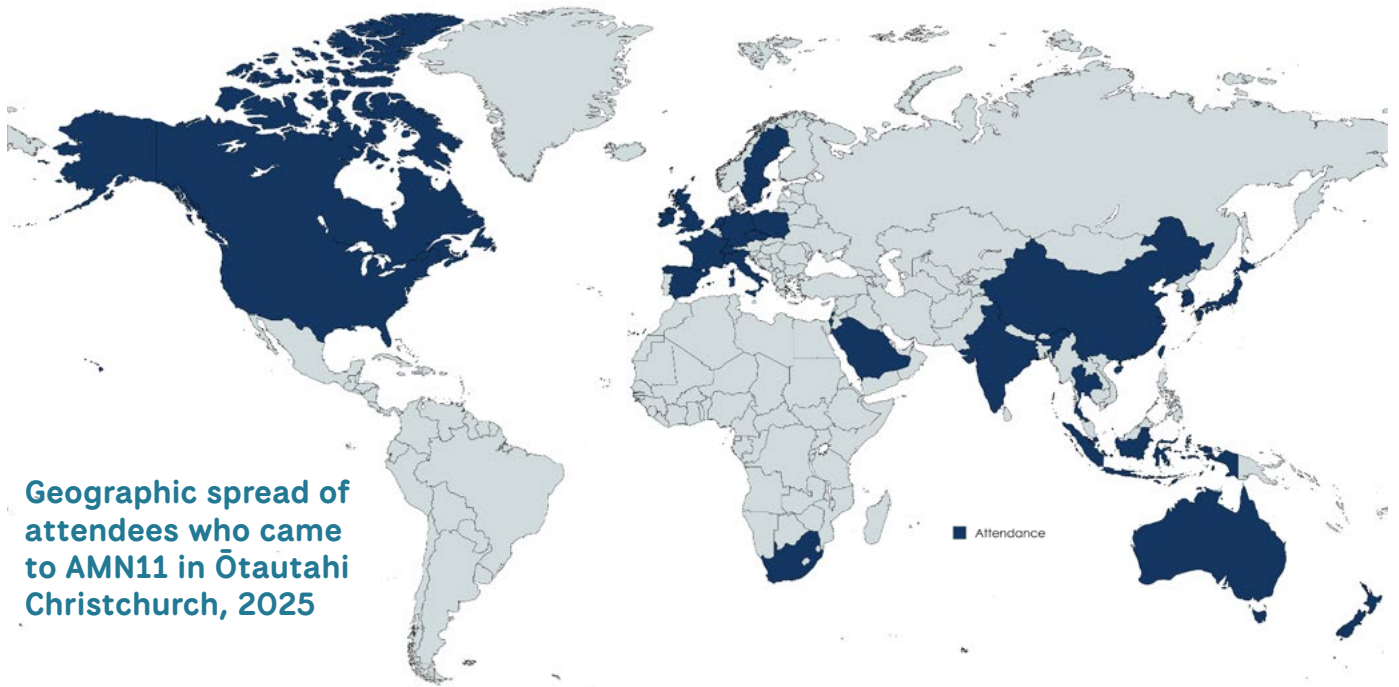 Geographic spread of
attendees who came
to AMN11 in Ōtautahi
Christchurch, 2025
Attendance